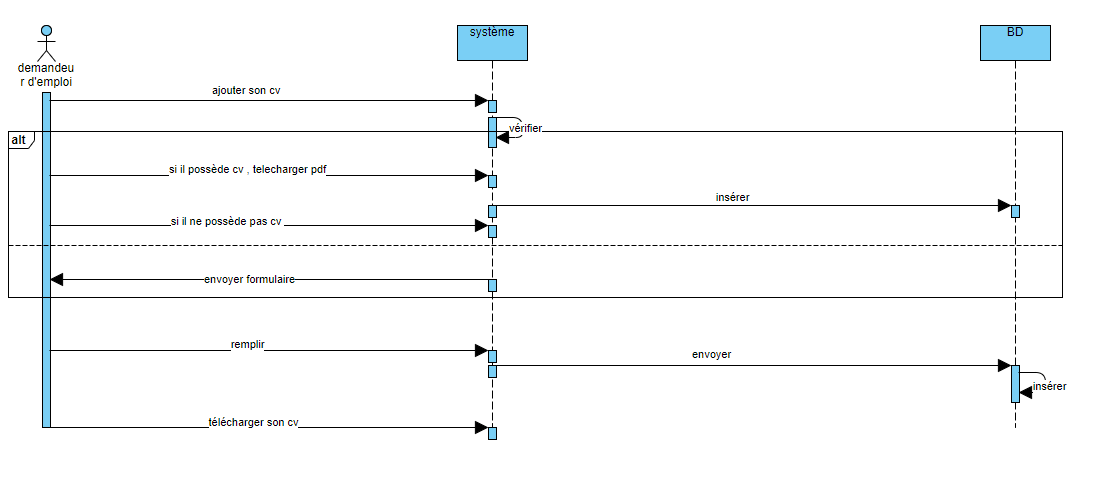 système
BD
demandeu
r d'emploi
ajouter son cv
vérifier
alt
si il possède cv , telecharger pdf
insérer
si il ne possède pas cv
envoyer formulaire
remplir
envoyer
insérer
télécharger son cv